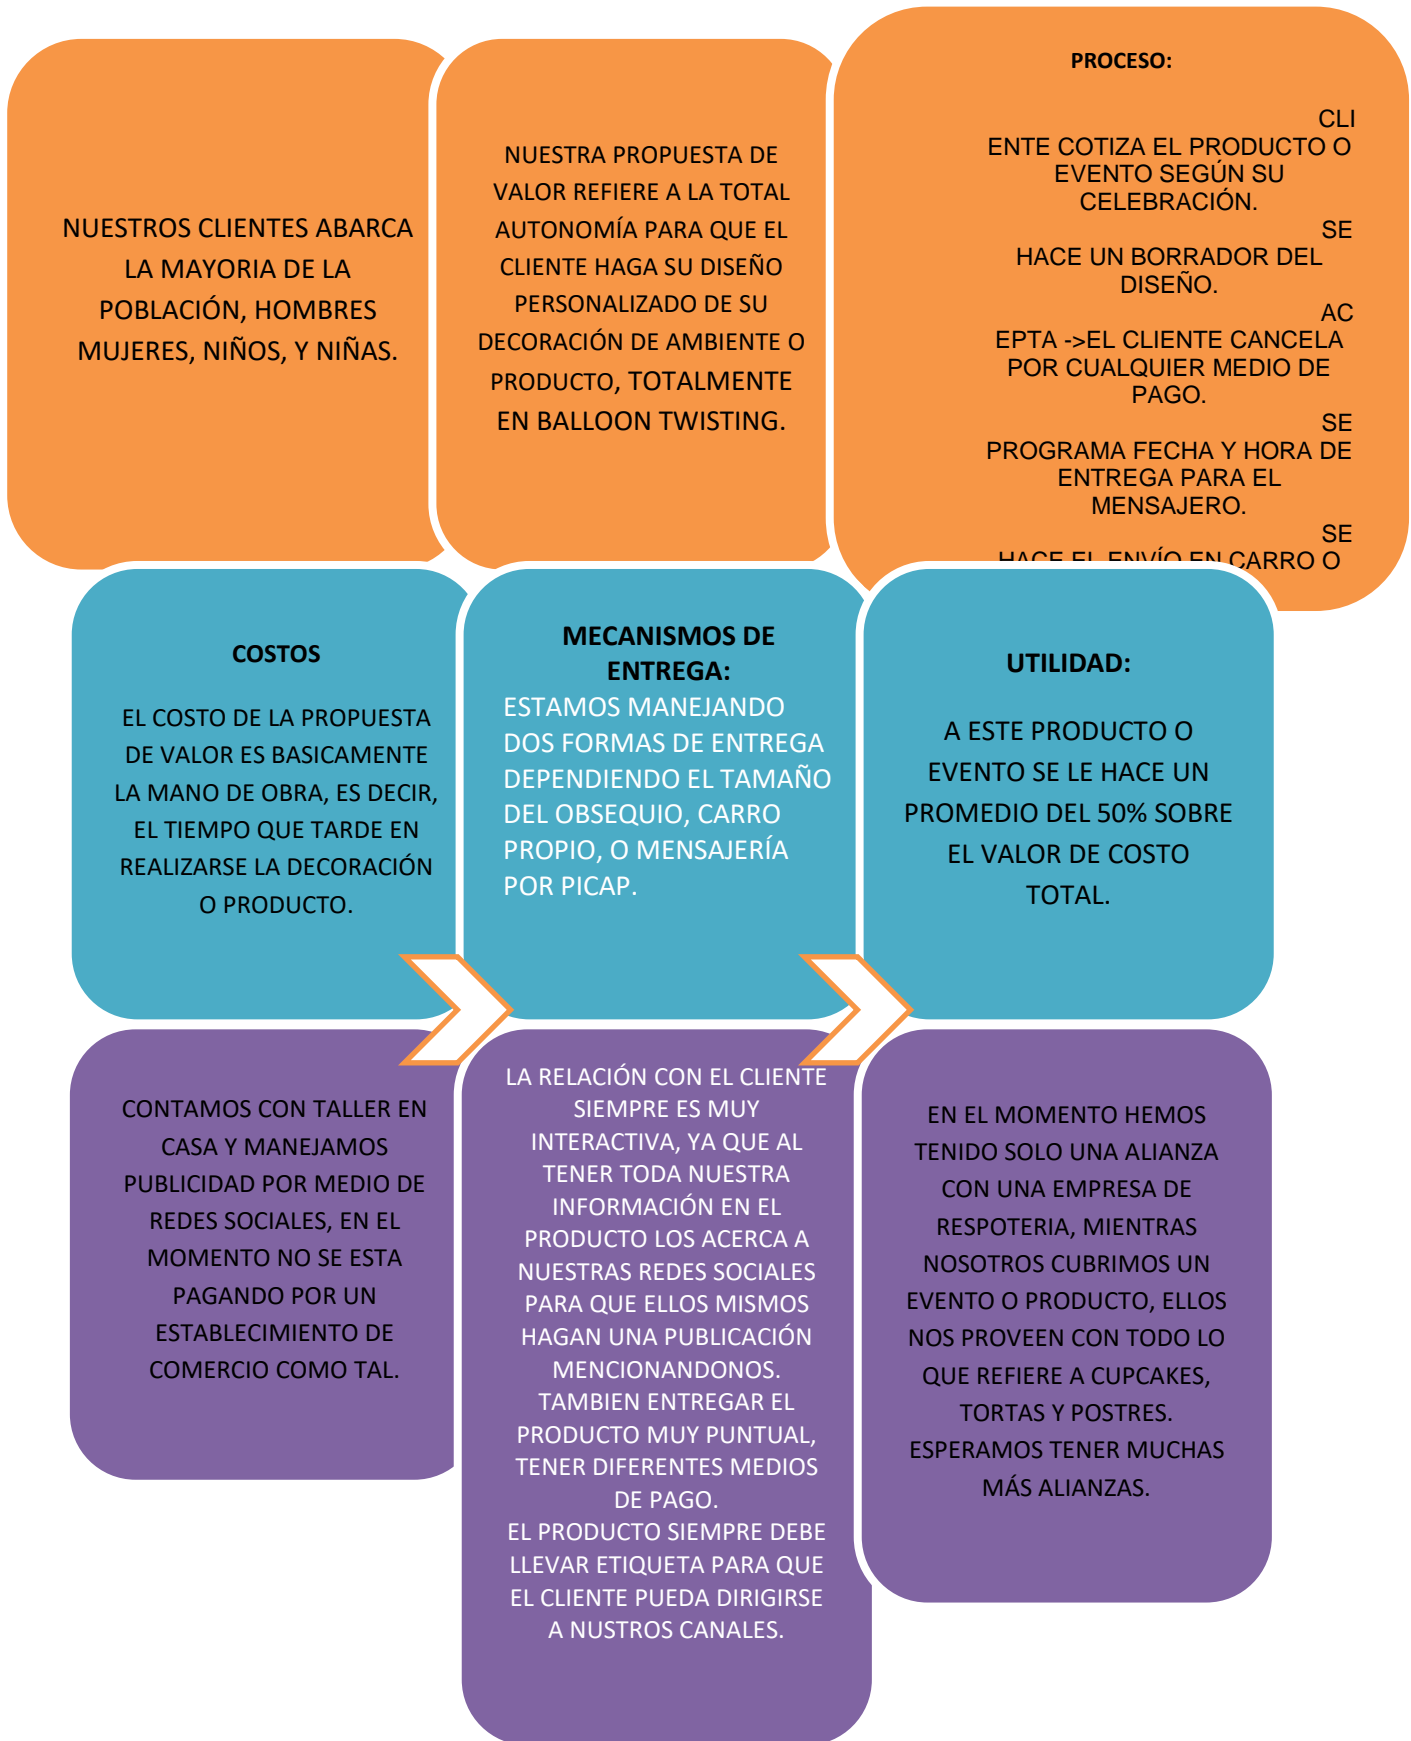 NUESTROS CLIENTES ABARCA
LA MAYORIA DE LA
POBLACIÓN, HOMBRES
MUJERES, NIÑOS, Y NIÑAS.
NUESTRA PROPUESTA DE
VALOR REFIERE A LA TOTAL
AUTONOMÍA PARA QUE EL
CLIENTE HAGA SU DISEÑO
PERSONALIZADO DE SU
DECORACIÓN DE AMBIENTE O
PRODUCTO, TOTALMENTE
EN BALLOON TWISTING.
PROCESO:
CLI
ENTE COTIZA EL PRODUCTO O
EVENTO SEGÚN SU
CELEBRACIÓN.
SE
HACE UN BORRADOR DEL
DISEÑO.
AC
EPTA ->EL CLIENTE CANCELA
POR CUALQUIER MEDIO DE
PAGO.
SE
PROGRAMA FECHA Y HORA DE
ENTREGA PARA EL
MENSAJERO.
SE
HACE EL ENVÍO EN CARRO O
COSTOS
EL COSTO DE LA PROPUESTA
DE VALOR ES BASICAMENTE
LA MANO DE OBRA, ES DECIR,
EL TIEMPO QUE TARDE EN
REALIZARSE LA DECORACIÓN
O PRODUCTO.
MECANISMOS DE
ENTREGA:
ESTAMOS MANEJANDO
DOS FORMAS DE ENTREGA
DEPENDIENDO EL TAMAÑO
DEL OBSEQUIO, CARRO
PROPIO, O MENSAJERÍA
POR PICAP.
UTILIDAD:
A ESTE PRODUCTO O
EVENTO SE LE HACE UN
PROMEDIO DEL 50% SOBRE
EL VALOR DE COSTO
TOTAL.
CONTAMOS CON TALLER EN
CASA Y MANEJAMOS
PUBLICIDAD POR MEDIO DE
REDES SOCIALES, EN EL
MOMENTO NO SE ESTA
PAGANDO POR UN
ESTABLECIMIENTO DE
COMERCIO COMO TAL.
LA RELACIÓN CON EL CLIENTE
SIEMPRE ES MUY
INTERACTIVA, YA QUE AL
TENER TODA NUESTRA
INFORMACIÓN EN EL
PRODUCTO LOS ACERCA A
NUESTRAS REDES SOCIALES
PARA QUE ELLOS MISMOS
HAGAN UNA PUBLICACIÓN
MENCIONANDONOS.
TAMBIEN ENTREGAR EL
PRODUCTO MUY PUNTUAL,
TENER DIFERENTES MEDIOS
DE PAGO.
EL PRODUCTO SIEMPRE DEBE
LLEVAR ETIQUETA PARA QUE
EL CLIENTE PUEDA DIRIGIRSE
A NUSTROS CANALES.
EN EL MOMENTO HEMOS
TENIDO SOLO UNA ALIANZA
CON UNA EMPRESA DE
RESPOTERIA, MIENTRAS
NOSOTROS CUBRIMOS UN
EVENTO O PRODUCTO, ELLOS
NOS PROVEEN CON TODO LO
QUE REFIERE A CUPCAKES,
TORTAS Y POSTRES.
ESPERAMOS TENER MUCHAS
MÁS ALIANZAS.